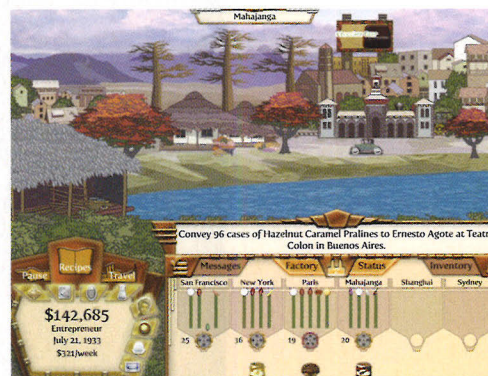 Mahajanga
Convey 96 cases of Hazelnut Caramel Pralines to Ernesto Agote at Teatr
Colon in Buenos Aires.
Messages
Factory
Status
Inventory
Pause
Recipes
Travel
San Francisco
New York
Paris
Mahajanga
Shanghai
Sydney
$142,685
Entrepreneur
July 21, 1933
$321/week
25
36
19
20